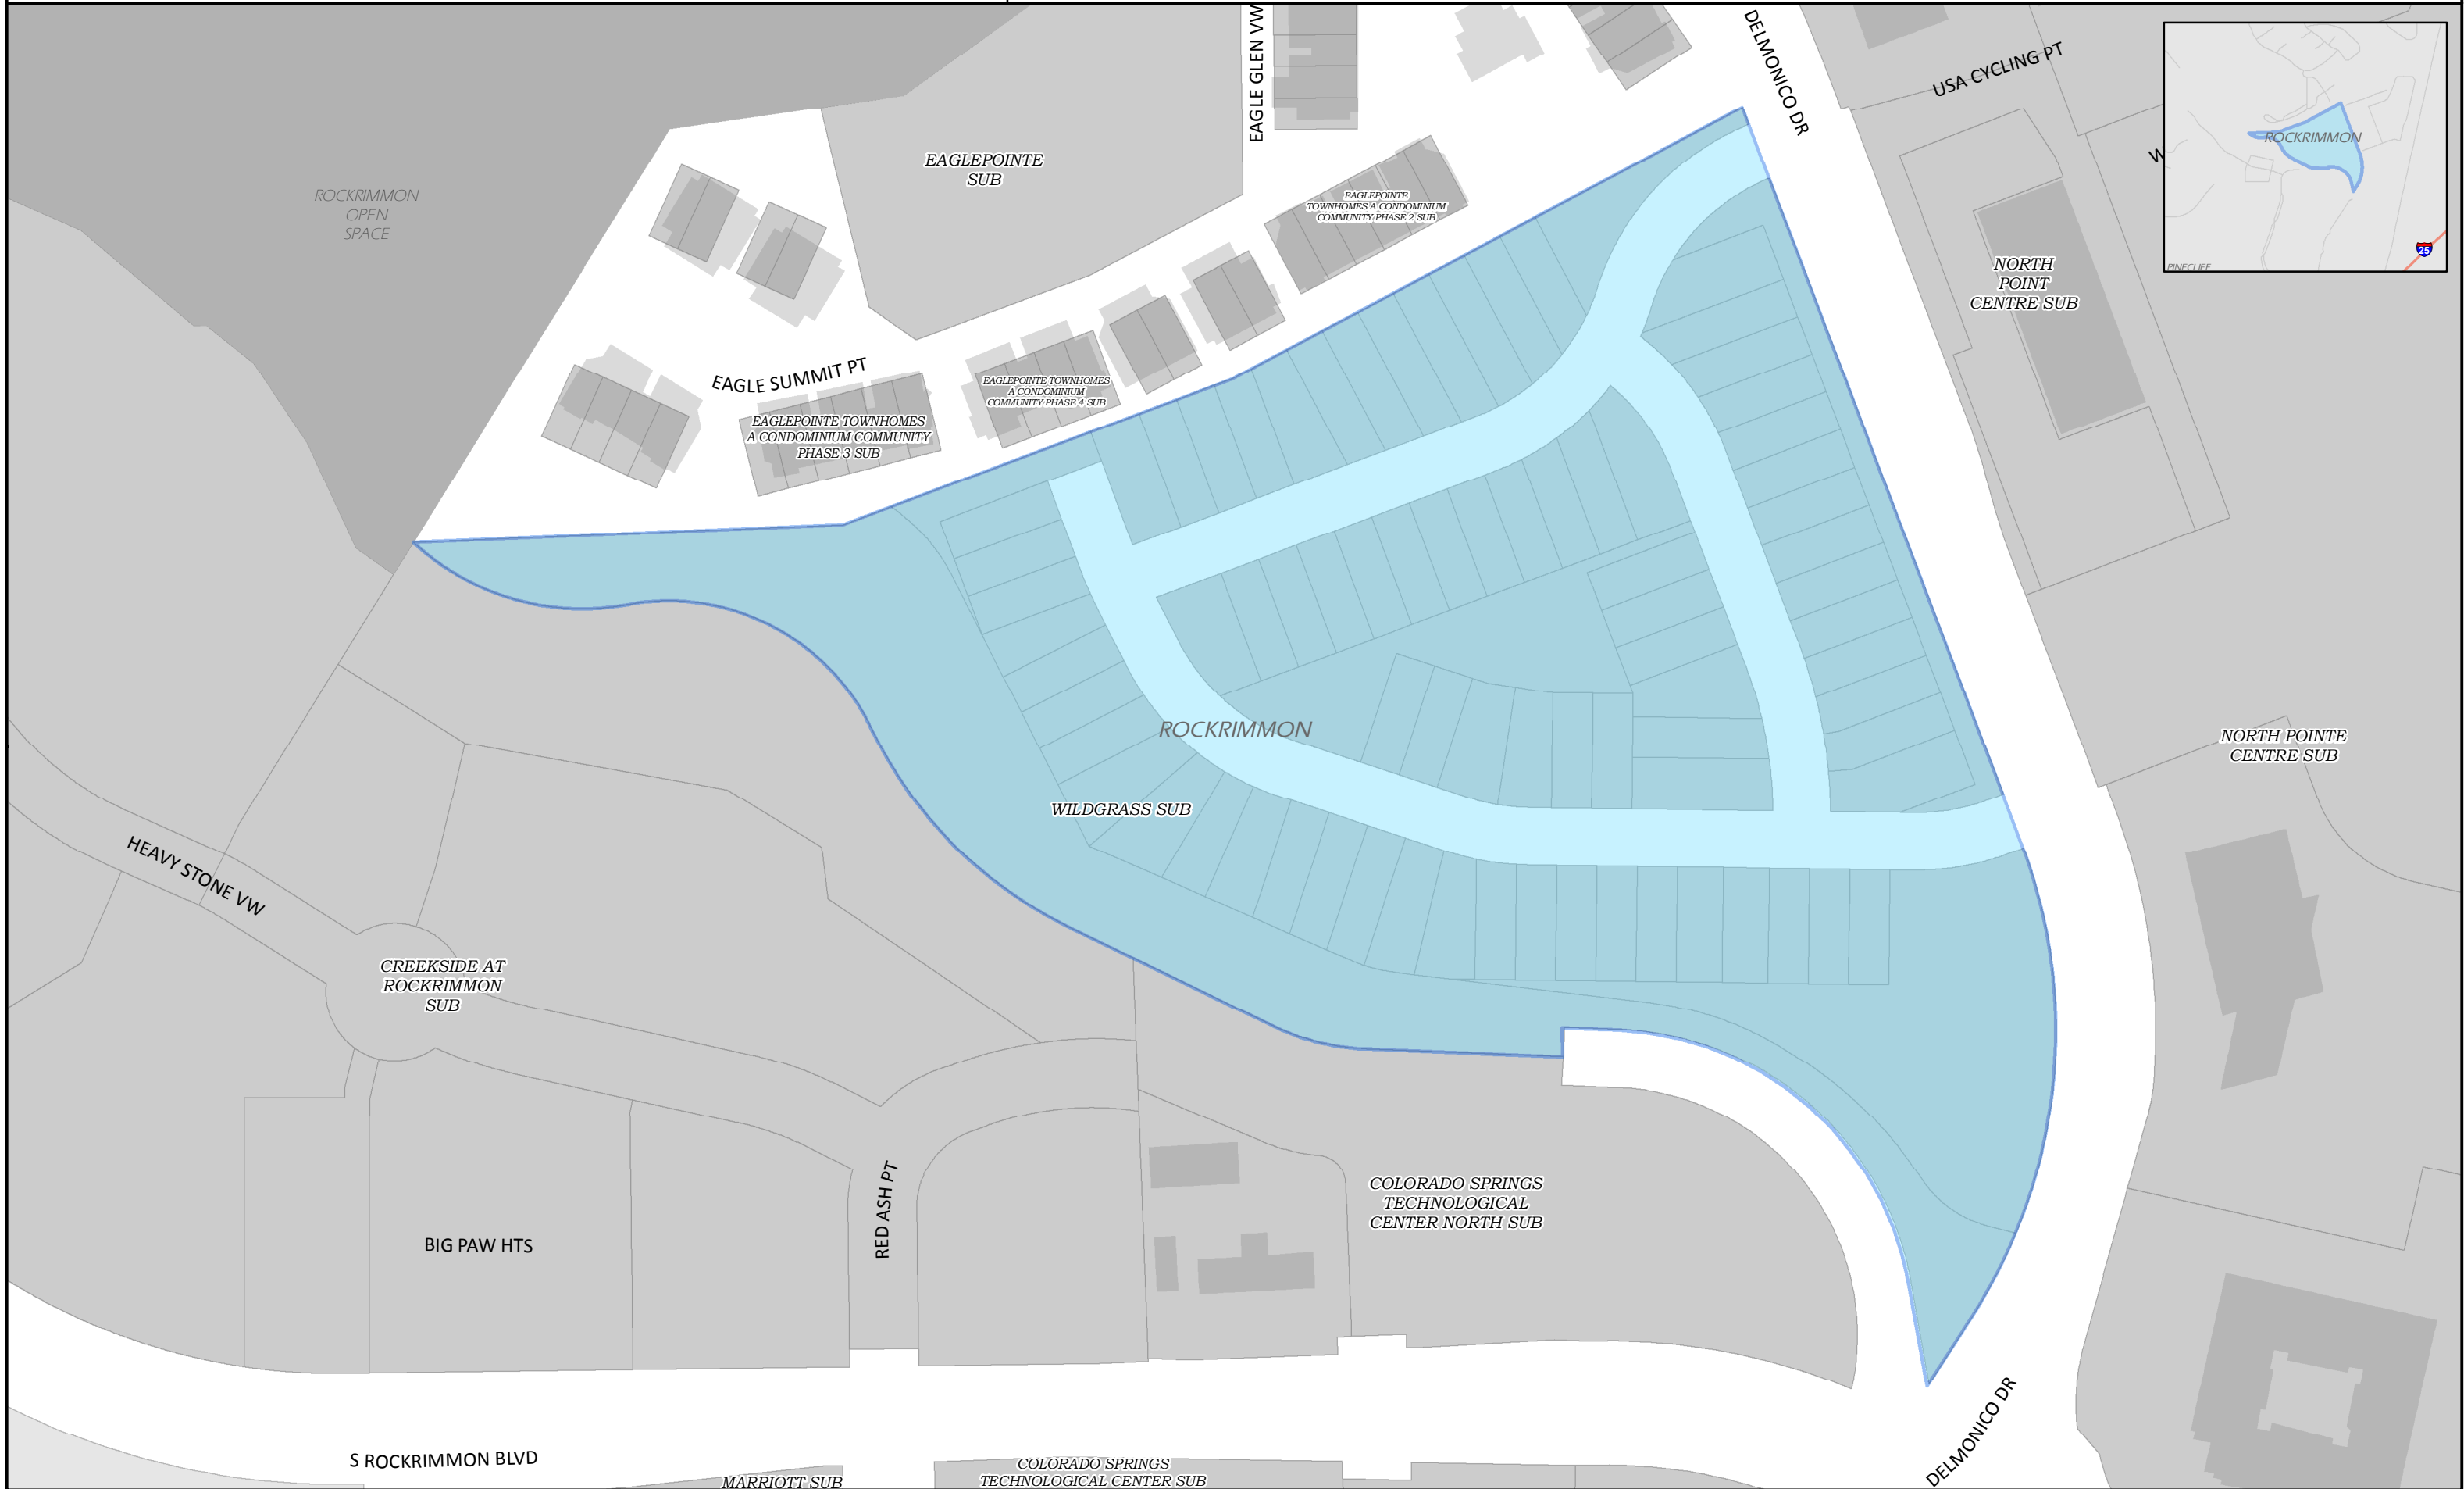 EAGLE GLEN VW
DELMONICO DR
USA CYCLING PT
W
ROCKRIMMON
25
PINECLIFF
EAGLEPOINTE
SUB
ROCKRIMMON
OPEN
SPACE
EAGLEPOINTE
TOWNHOMES A CONDOMINIUM
COMMUNITY PHASE 2 SUB
NORTH
POINT
CENTRE SUB
EAGLE SUMMIT PT
EAGLEPOINTE TOWNHOMES
A CONDOMINIUM
COMMUNITY PHASE 4 SUB
EAGLEPOINTE TOWNHOMES
A CONDOMINIUM COMMUNITY
PHASE 3 SUB
ROCKRIMMON
NORTH POINTE
CENTRE SUB
WILDGRASS SUB
HEAVY STONE VW
CREEKSIDE AT
ROCKRIMMON
SUB
COLORADO SPRINGS
TECHNOLOGICAL
CENTER NORTH SUB
RED ASH PT
BIG PAW HTS
DELMONICO DR
S ROCKRIMMON BLVD
MARRIOTT SUB
COLORADO SPRINGS
TECHNOLOGICAL CENTER SUB